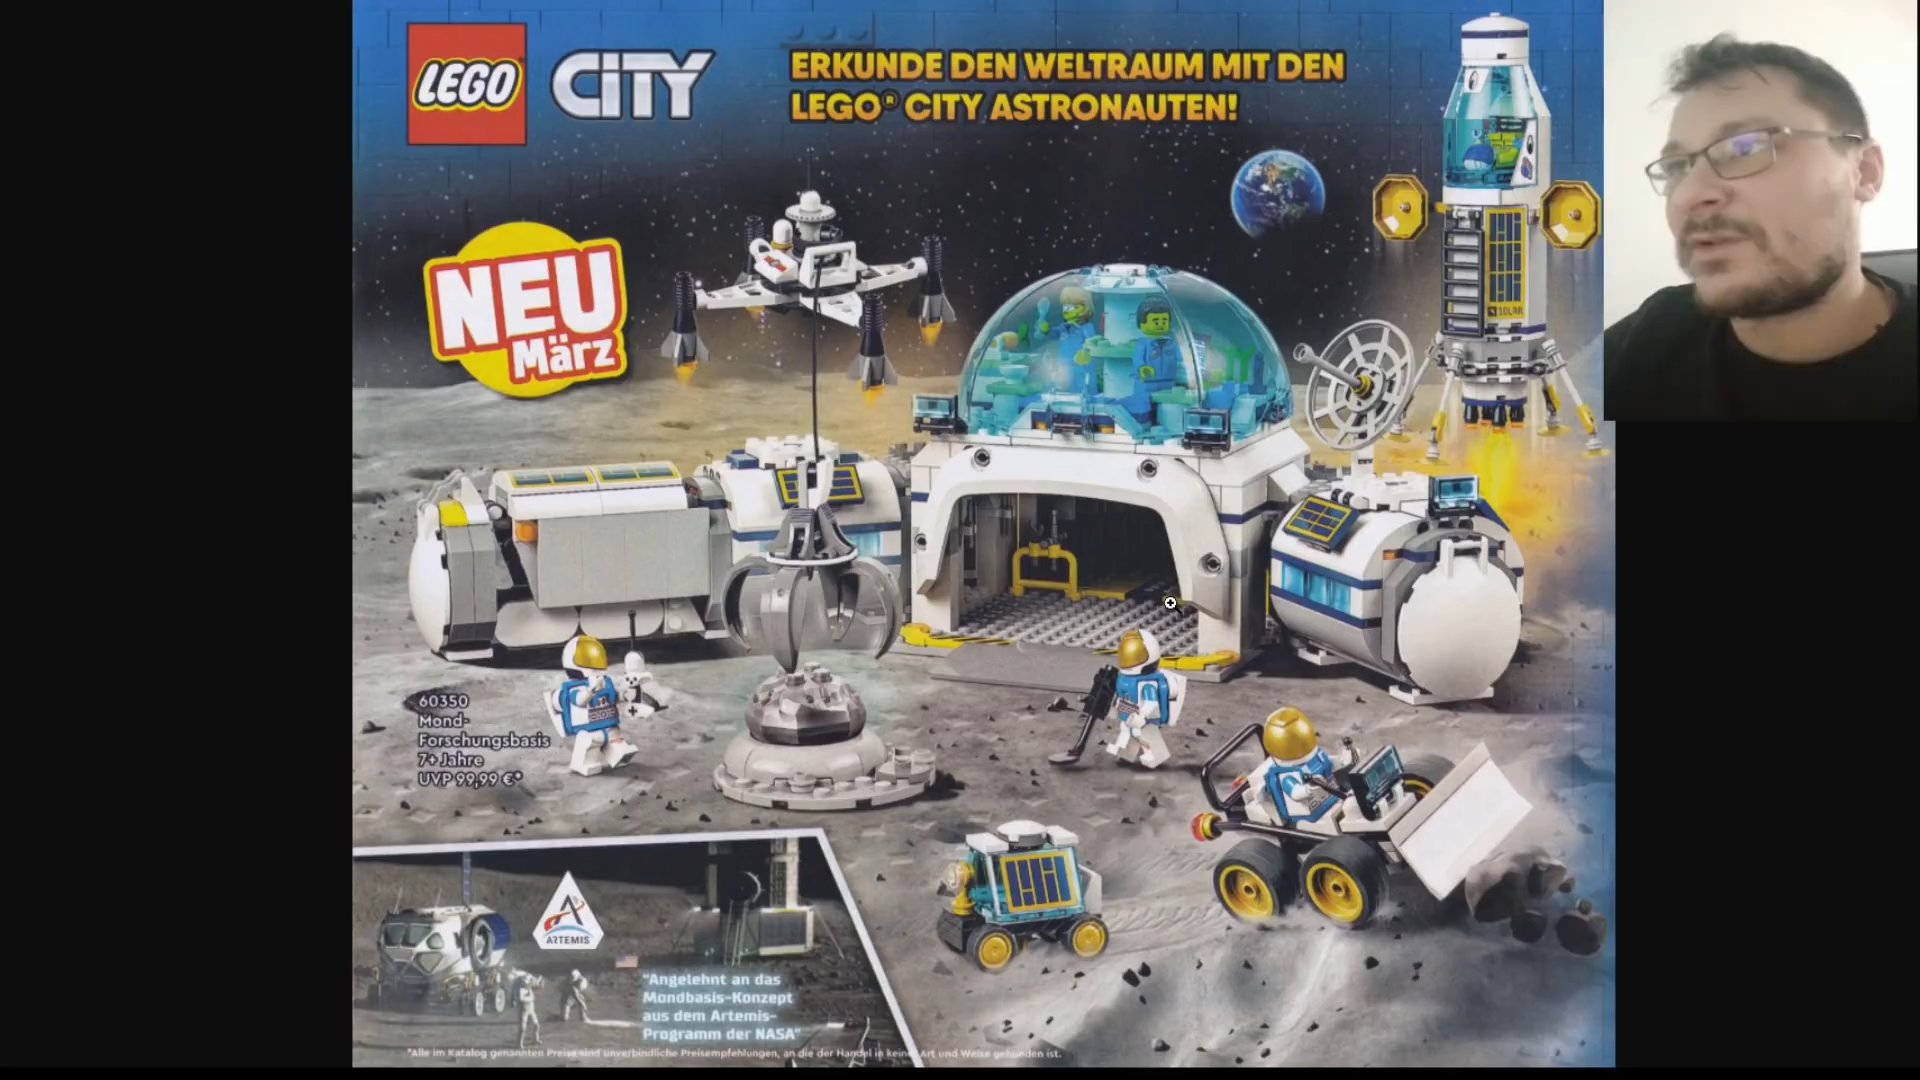 LEGO
CITY
ERKUNDE DEN WELTRAUM MIT DEN
LEGO® CITY ASTRONAUTEN!
NEU
März
SOLAR
60350
Mond-
Forschungsbasis
7+ Jahre
UVP 99,99 €*
ARTEMIS
"Angelehnt an das
Mondbasis-Konzept
aus dem Artemis-
Programm der NASA"
*Alle im Katalog genannten Preise sind unverbindliche Preisempfehlungen, an die der Handel in keiner Art und Weise gebunden ist.